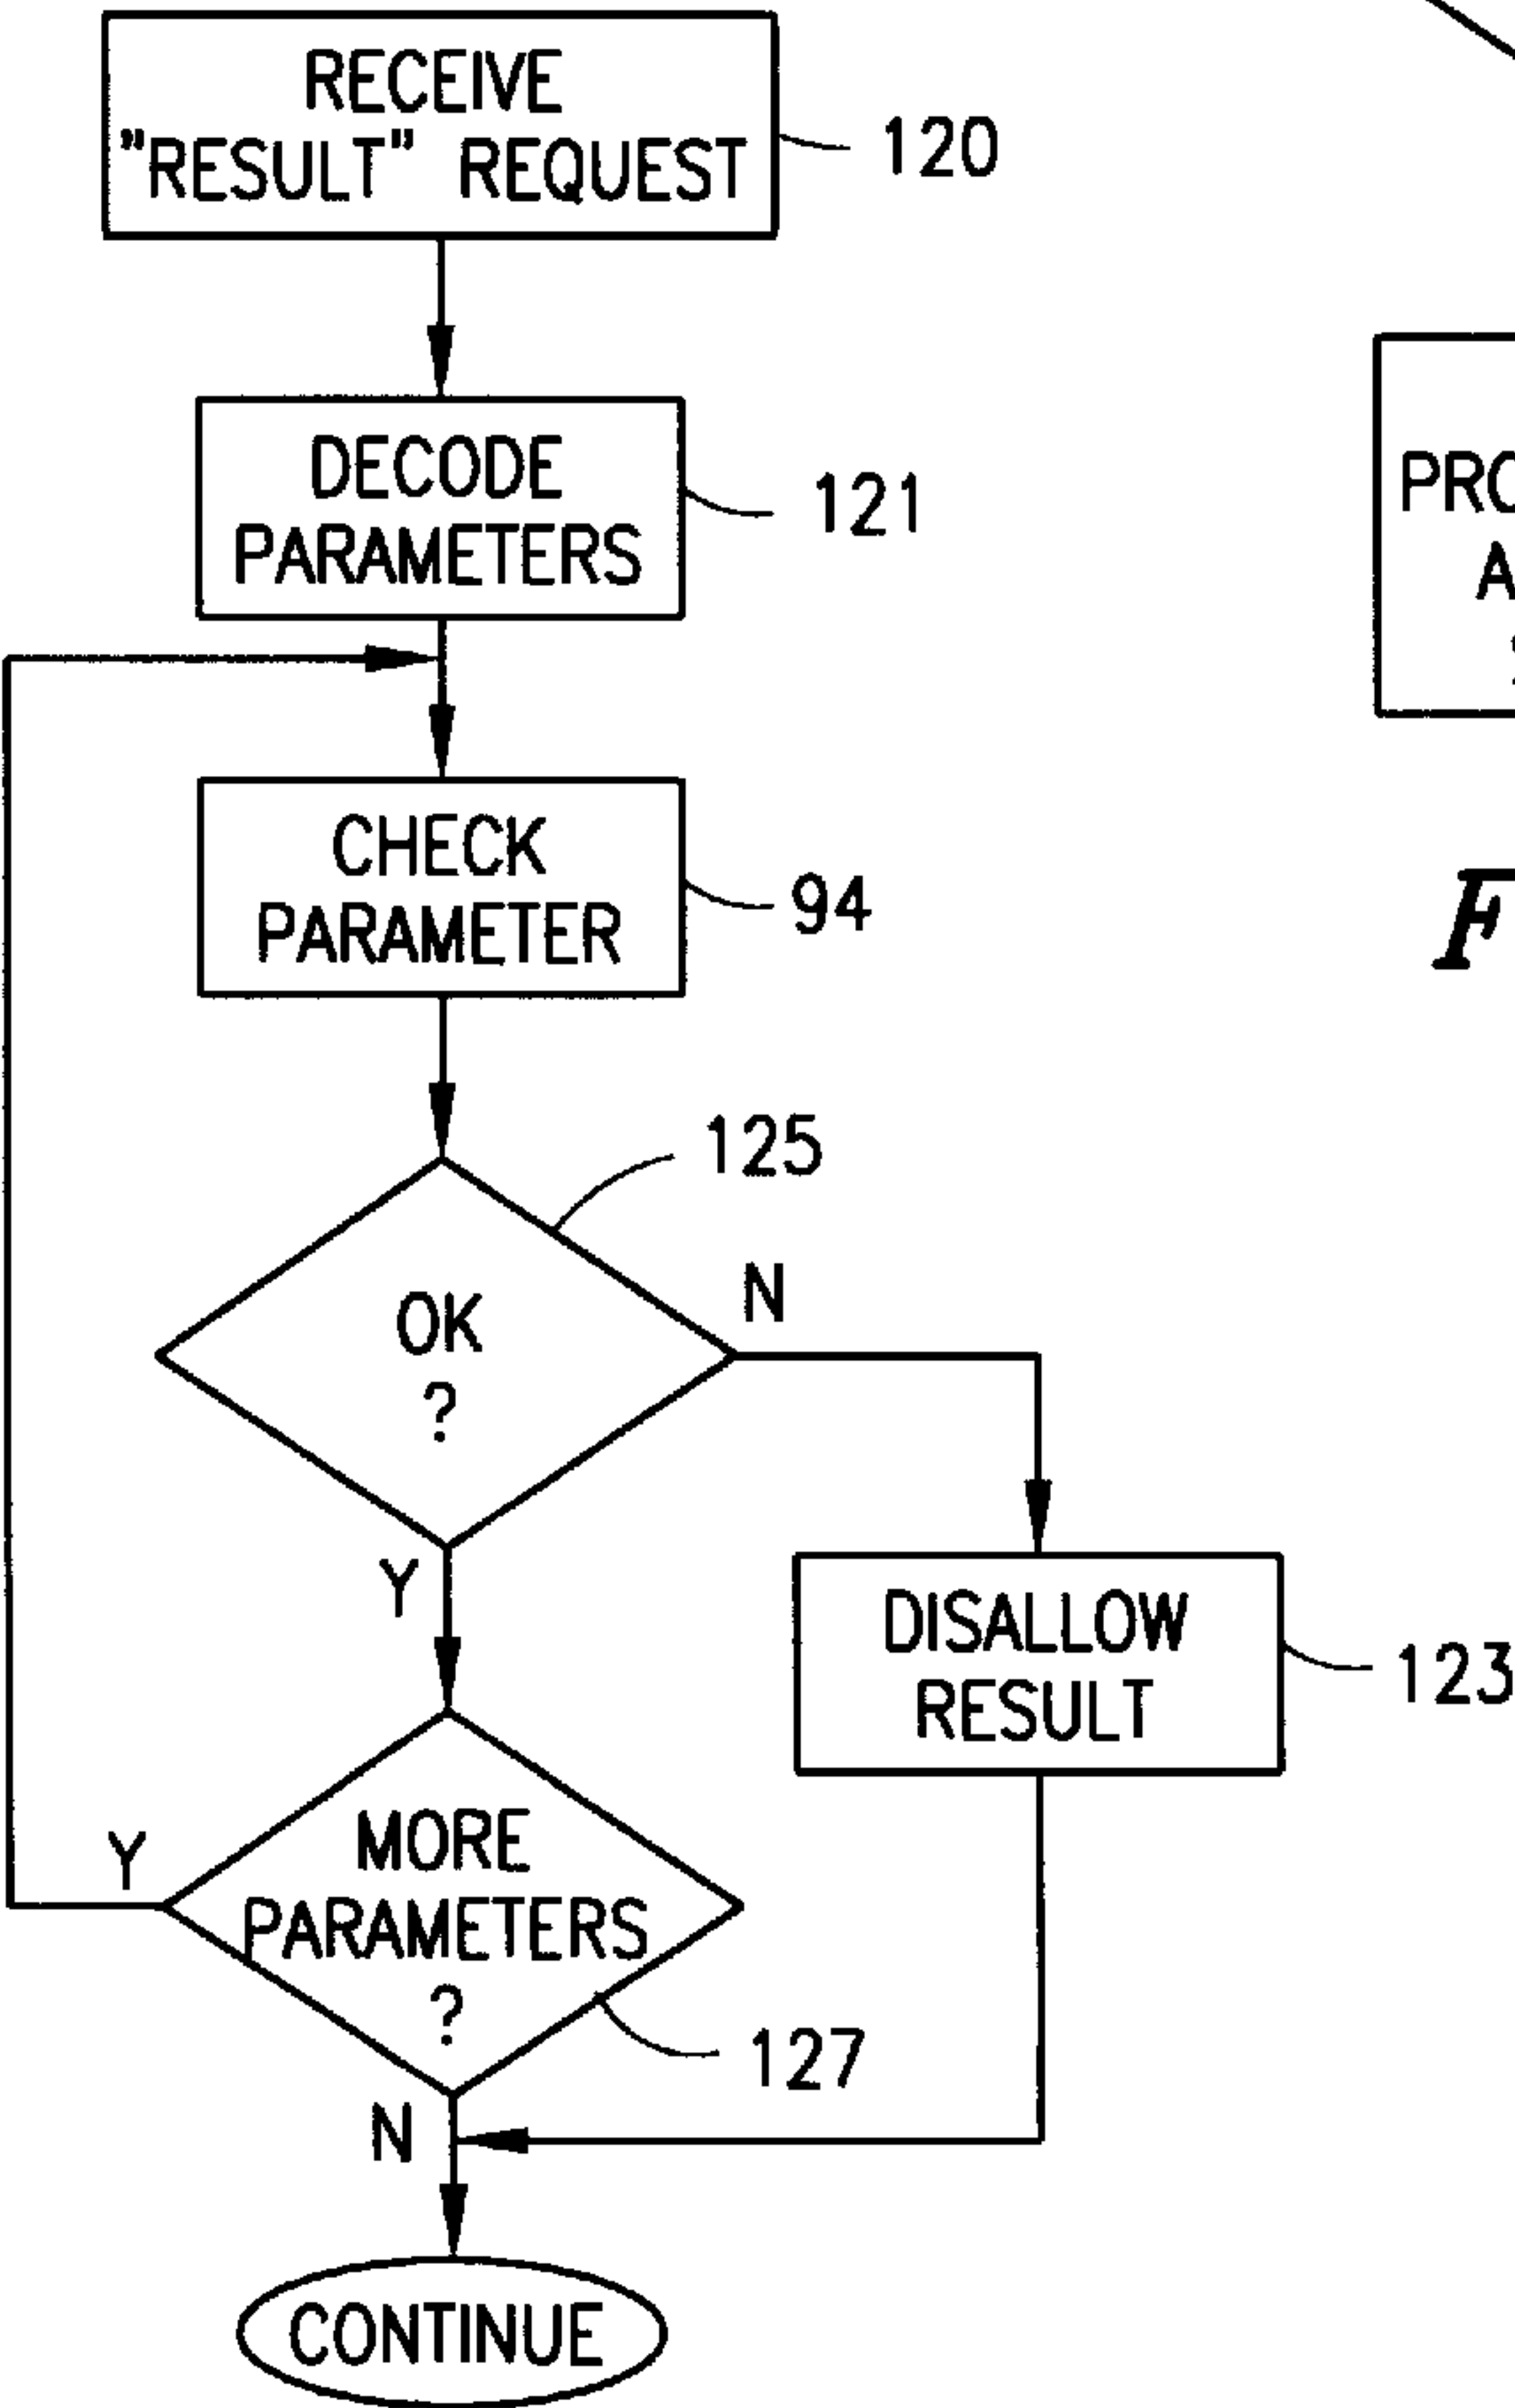 RECEIVE
"RESULT" REQUEST
120
DECODE
PARAMETERS
121
CHECK
PARAMETER
94
125
OK
?
N
Y
DISALLOW
RESULT
123
MORE
PARAMETERS
?
Y
127
N
CONTINUE